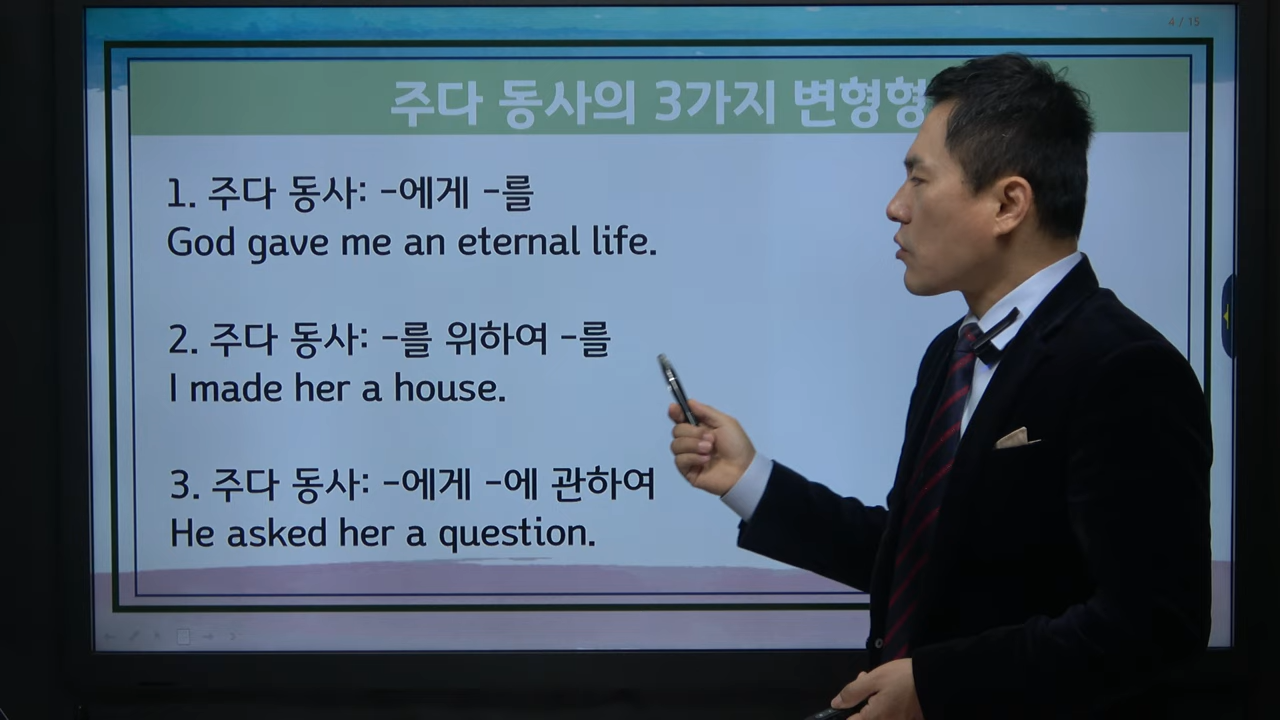 4 / 15
주다 동사의 3가지 변형형
1. 주다 동사: -에게 -를
God gave me an eternal life.
2. 주다 동사: -를 위하여 -를
I made her a house.
3. 주다 동사: -에게 -에 관하여
He asked her a question.